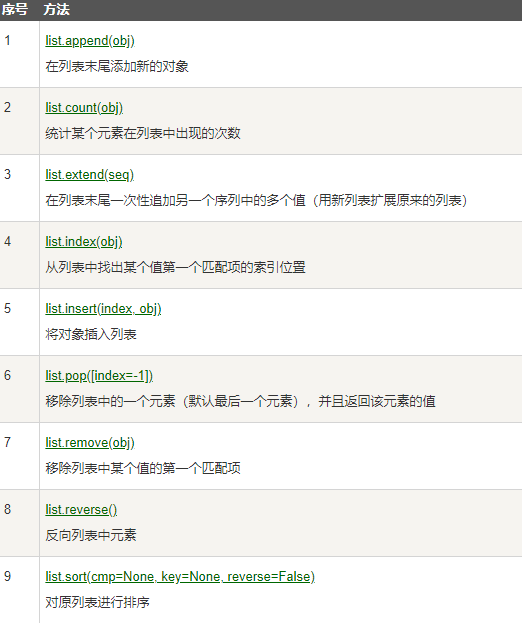 序号 方法
1 list.append(obj)
在列表末尾添加新的对象
2 list.count(obj)
统计某个元素在列表中出现的次数
3 list.extend(seq)
在列表末尾一次性追加另一个序列中的多个值（用新列表扩展原来的列表）
4 list.index(obj)
从列表中找出某个值第一个匹配项的索引位置
5 list.insert(index, obj)
将对象插入列表
6 list.pop([index=-1])
移除列表中的一个元素（默认最后一个元素），并且返回该元素的值
7 list.remove(obj)
移除列表中某个值的第一个匹配项
8 list.reverse()
反向列表中元素
9 list.sort(cmp=None, key=None, reverse=False)
对原列表进行排序